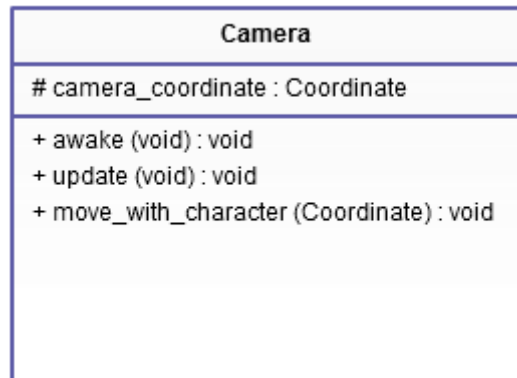 Camera
# camera_coordinate : Coordinate
+ awake (void) : void
+ update (void) : void
+ move_with_character (Coordinate) : void